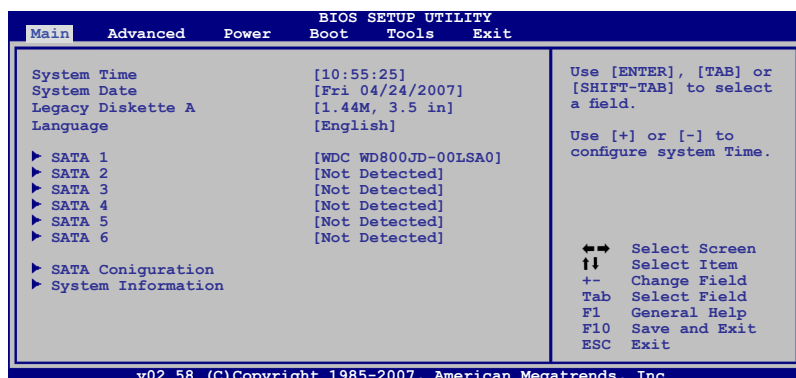 BIOS SETUP UTILITY
Main Advanced Power Boot Tools Exit
System Time [10:55:25]
System Date [Fri 04/24/2007]
Legacy Diskette A [1.44M, 3.5 in]
Language [English]
SATA 1 [WDC WD800JD-00LSA0]
SATA 2 [Not Detected]
SATA 3 [Not Detected]
SATA 4 [Not Detected]
SATA 5 [Not Detected]
SATA 6 [Not Detected]
SATA Coniguration
System Information
Use [ENTER], [TAB] or
[SHIFT-TAB] to select
a field.
Use [+] or [-] to
configure system Time.
←→ Select Screen
↑↓ Select Item
+- Change Field
Tab Select Field
F1 General Help
F10 Save and Exit
ESC Exit
v02.58 (C)Copyright 1985-2007, American Megatrends, Inc.